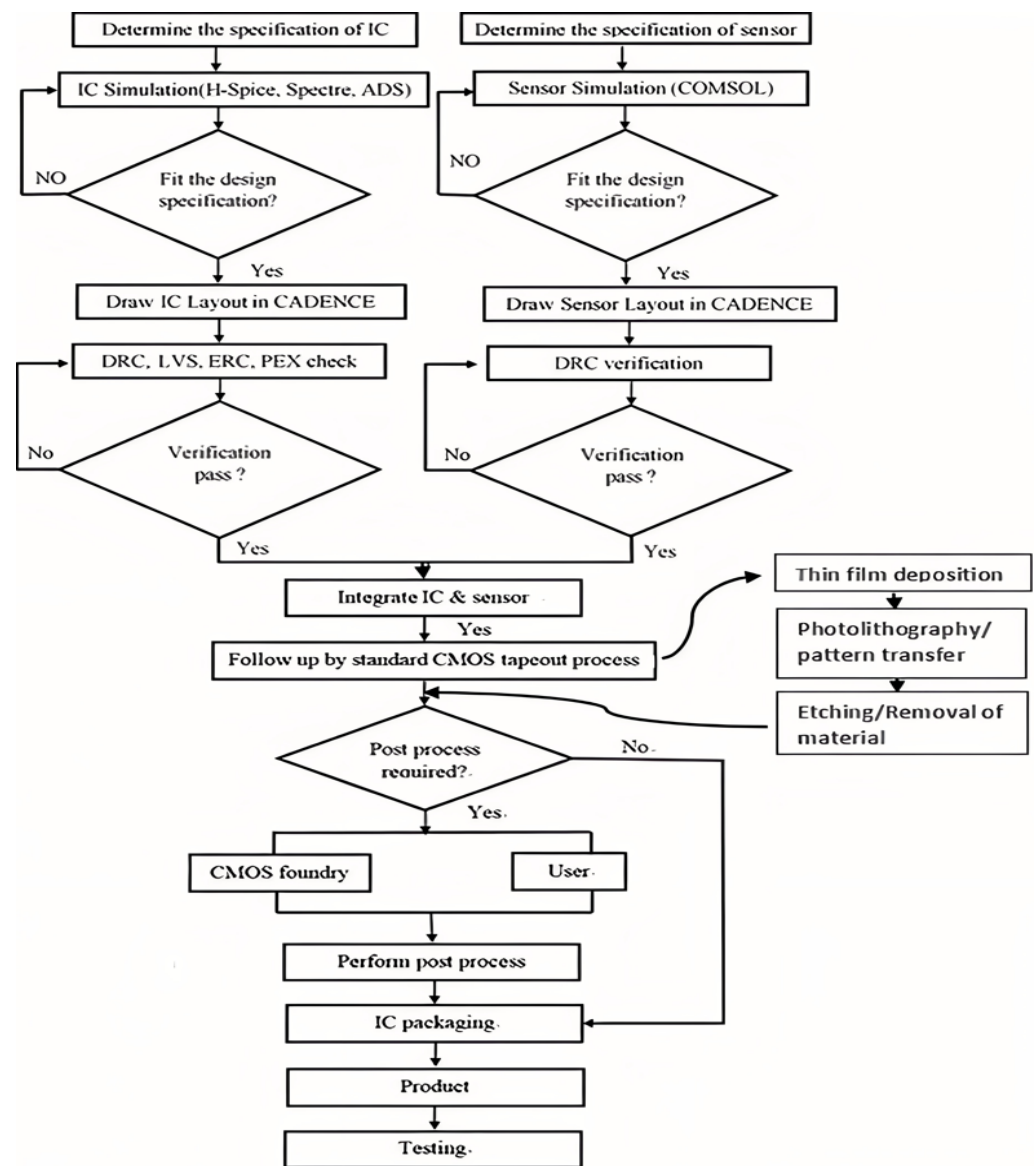 Determine the specification of IC
Determine the specification of sensor
IC Simulation(H-Spice, Spectre, ADS)
Sensor Simulation (COMSOL)
NO
Fit the design
specification?
NO
Fit the design
specification?
Yes
Yes
Draw IC Layout in CADENCE
Draw Sensor Layout in CADENCE
DRC, LVS, ERC, PEX check
DRC verification
No
Verification
pass ?
No
Verification
pass ?
Yes
Yes
Integrate IC & sensor
Yes
Follow up by standard CMOS tapeout process
Thin film deposition
Photolithography/
pattern transfer
Etching/Removal of
material
Post process
required?
No
Yes
CMOS foundry
User
Perform post process
IC packaging
Product
Testing